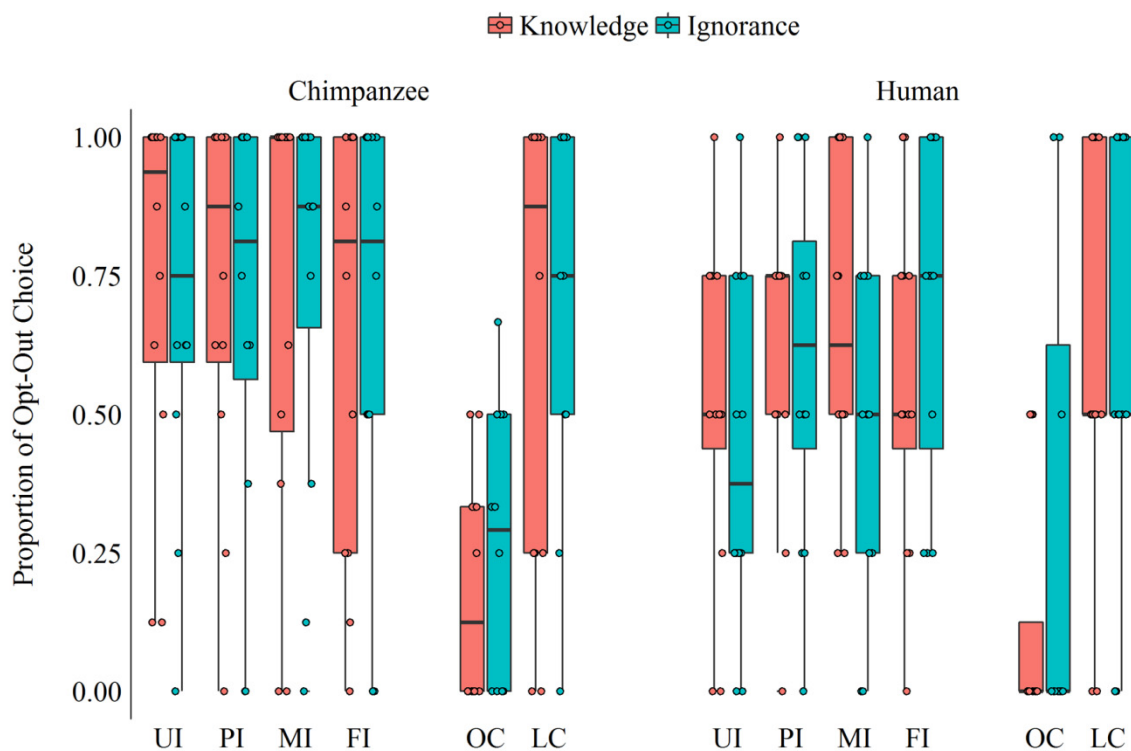 Knowledge Ignorance
Chimpanzee Human
Proportion of Opt-Out Choice
1.00
0.75
0.50
0.25
0.00
UI PI MI FI OC LC UI PI MI FI OC LC